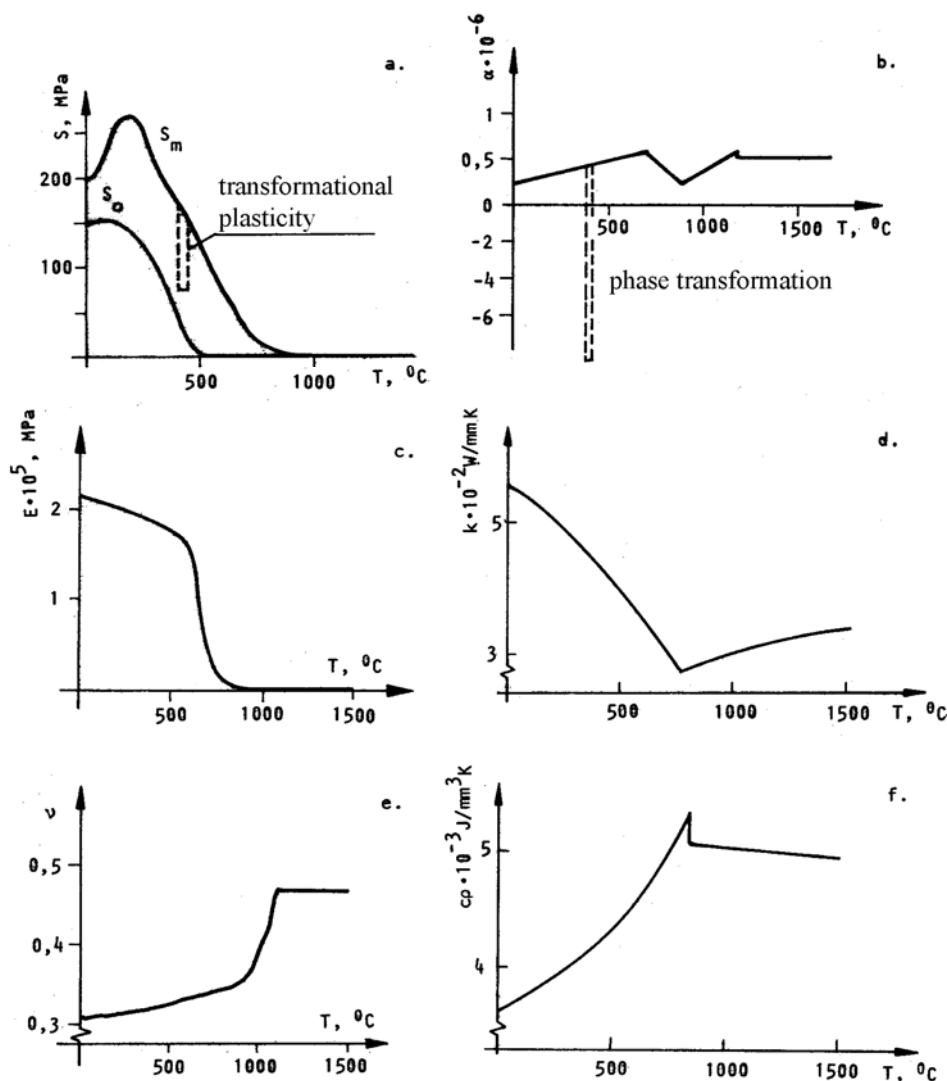 a.
S, MPa
200
100
S_m
S_o
transformational
plasticity
500
1000
T, ⁰C
b.
α·10⁻⁶
1
0,5
0
-2
-4
-6
500
1000
1500
T, ⁰C
phase transformation
c.
E·10⁵, MPa
2
1
T, ⁰C
500
1000
1500
d.
k·10⁻²W/mmK
5
3
500
1000
1500
T, ⁰C
e.
ν
0,5
0,4
0,3
T, ⁰C
500
1000
1500
f.
cρ·10⁻³J/mm³K
5
4
500
1000
1500
T, ⁰C